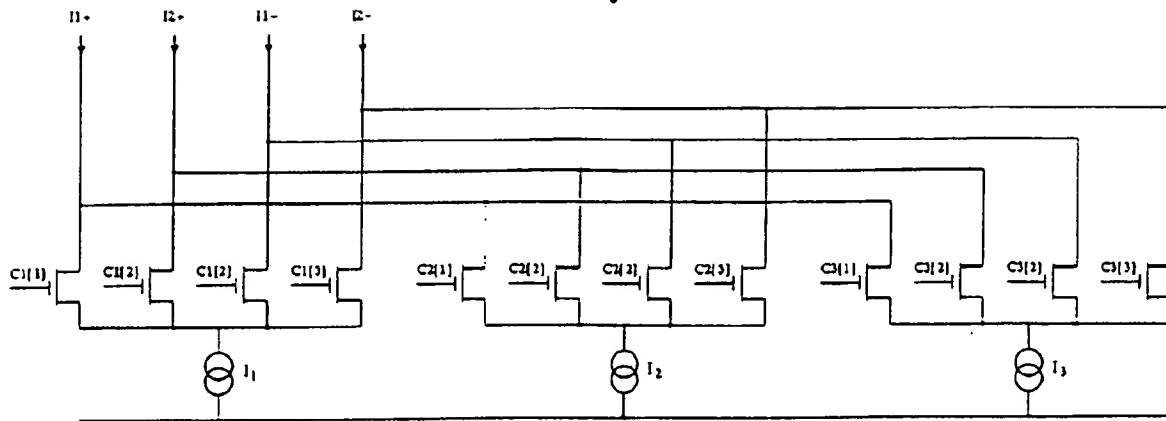 I1+ I2+ I1- I2-
C1[1] C1[2] C1[2] C1[3] C2[1] C2[2] C2[2] C2[3] C3[1] C3[2] C3[2] C3[3]
I1 I2 I3